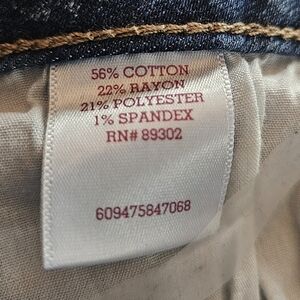 56% COTTON
22% RAYON
21% POLYESTER
1% SPANDEX
RN# 89302
609475847068